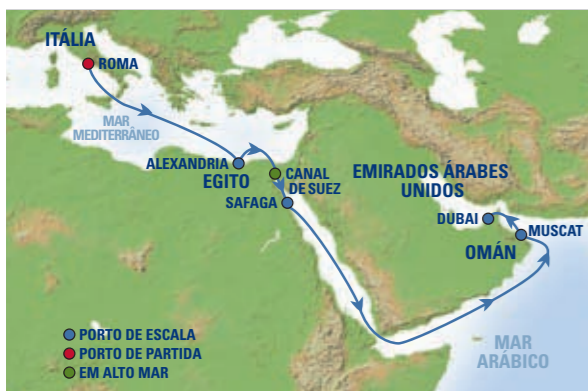 ITÁLIA
ROMA
MAR
MEDITERRÂNEO
ALEXANDRIA
EGITO
CANAL
DE SUEZ
SAFAGA
EMIRADOS ÁRABES
UNIDOS
DUBAI
MUSCAT
OMÁN
MAR
ARÁBICO
PORTO DE ESCALA
PORTO DE PARTIDA
EM ALTO MAR